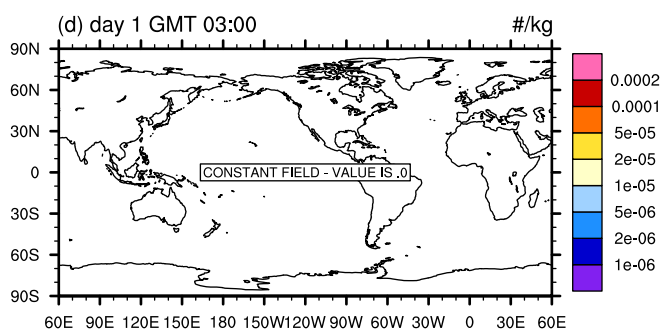 (d) day 1 GMT 03:00 #/kg
90N
60N
30N
0
30S
60S
90S
CONSTANT FIELD - VALUE IS .0
60E 90E 120E 150E 180 150W 120W 90W 60W 30W 0 30E 60E
0.0002
0.0001
5e-05
2e-05
1e-05
5e-06
2e-06
1e-06